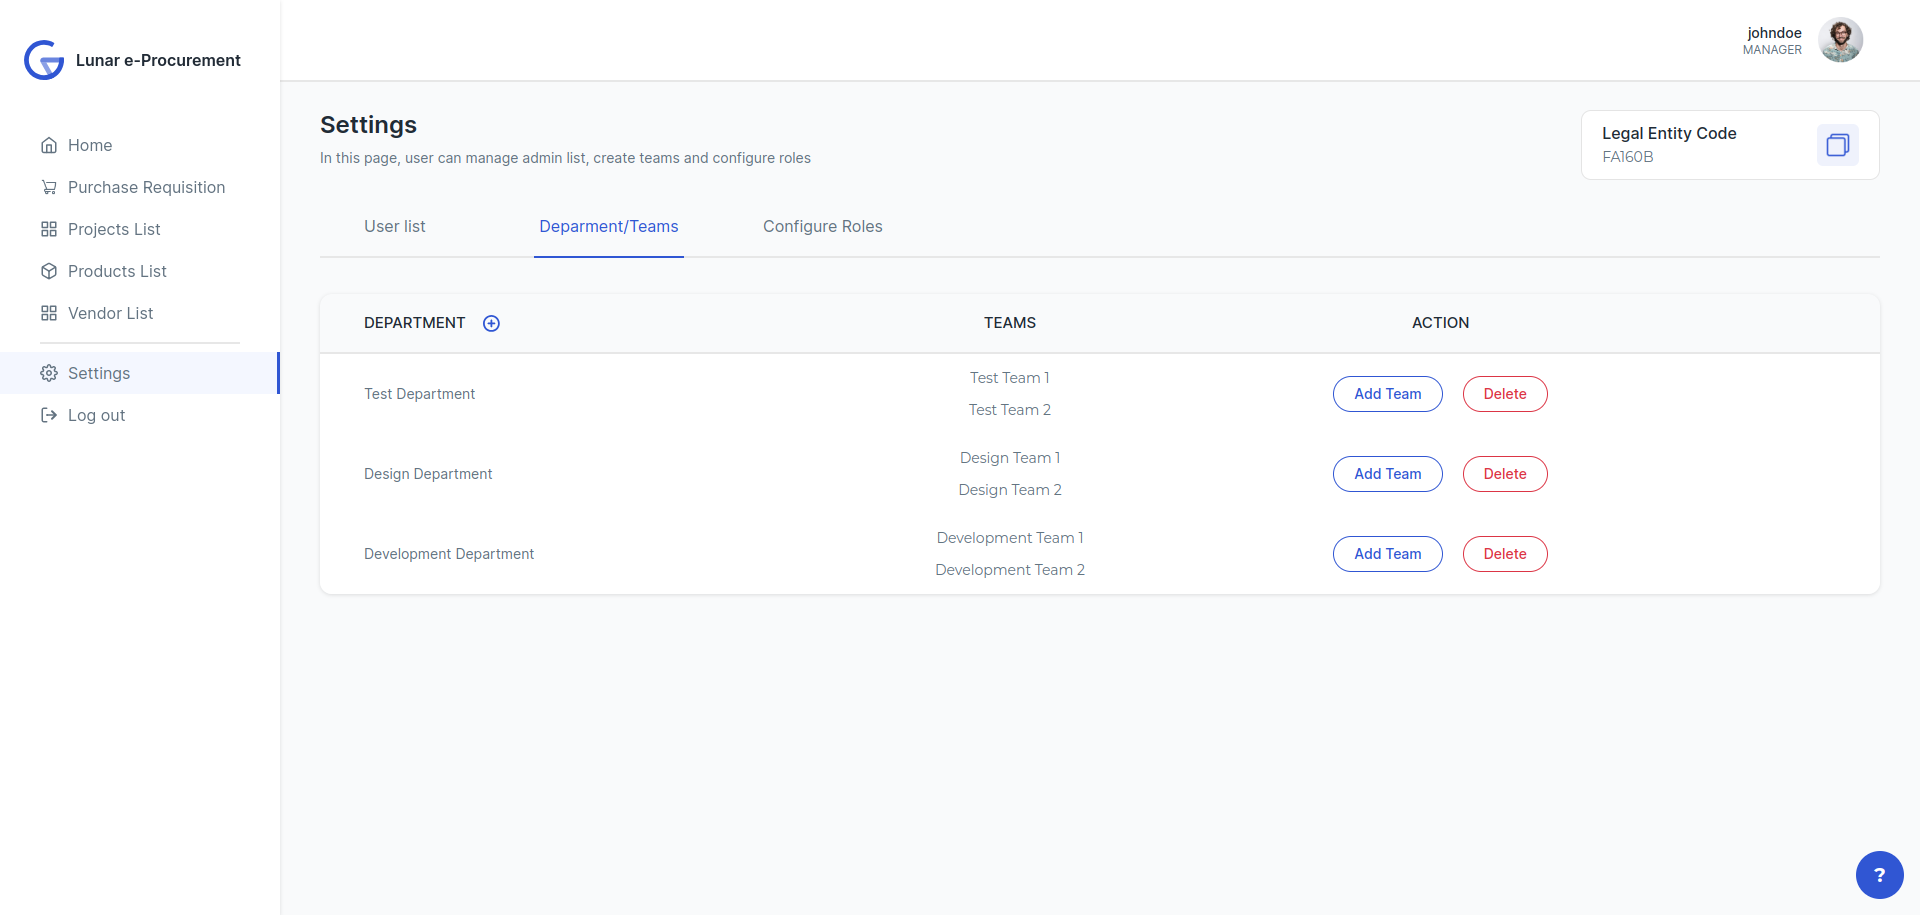 Lunar e-Procurement
johndoe
MANAGER
Home
Purchase Requisition
Projects List
Products List
Vendor List
Settings
Log out
Settings
In this page, user can manage admin list, create teams and configure roles
Legal Entity Code
FA160B
User list Deparment/Teams Configure Roles
DEPARTMENT TEAMS ACTION
Test Department
Test Team 1
Test Team 2
Add Team Delete
Design Department
Design Team 1
Design Team 2
Add Team Delete
Development Department
Development Team 1
Development Team 2
Add Team Delete
?